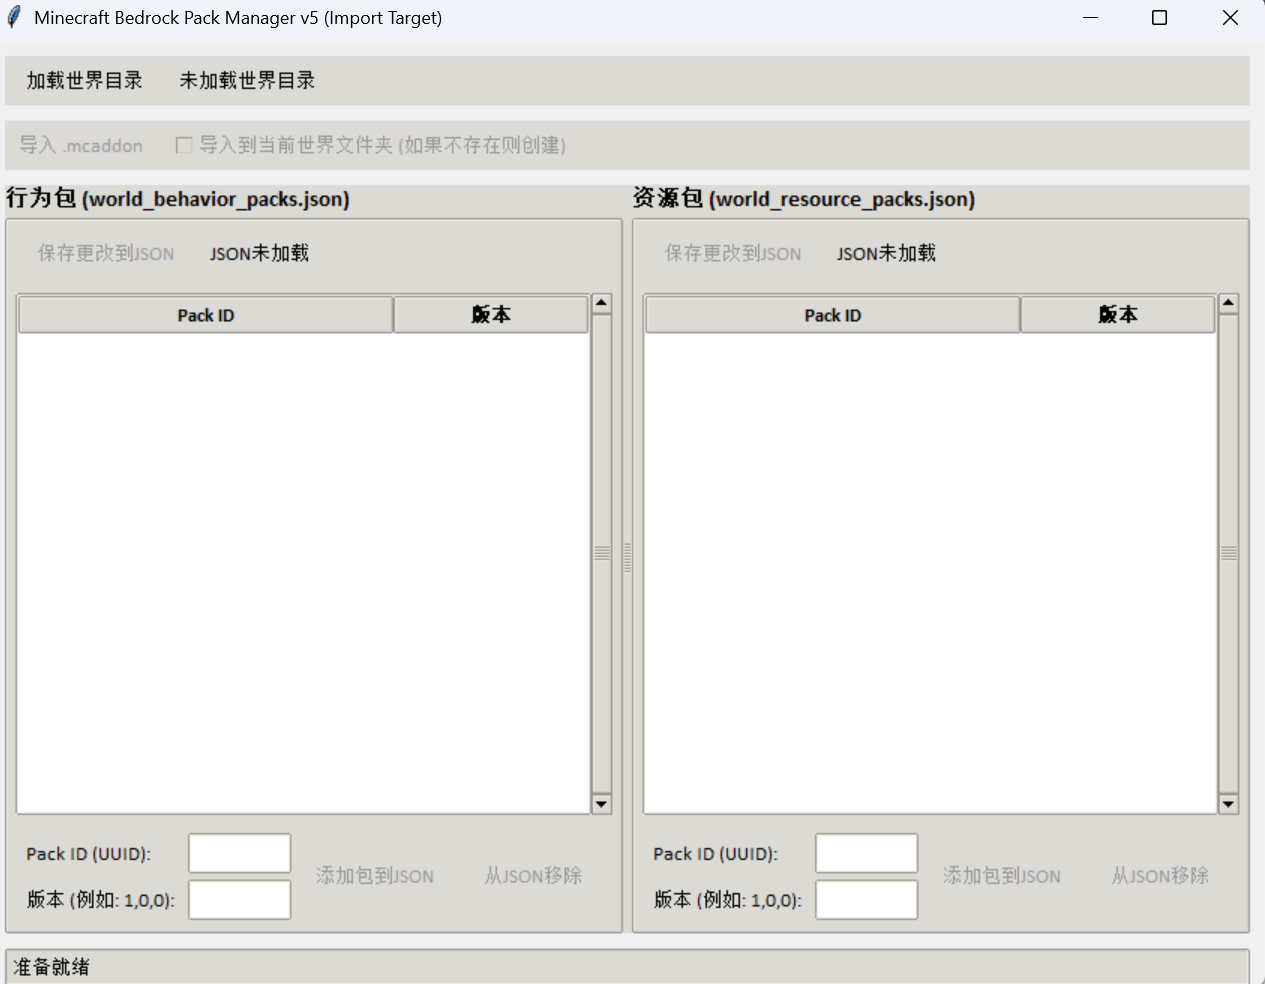 Minecraft Bedrock Pack Manager v5 (Import Target)
加载世界目录 未加载世界目录
导入 .mcaddon 导入到当前世界文件夹 (如果不存在则创建)
行为包 (world_behavior_packs.json) 资源包 (world_resource_packs.json)
保存更改到JSON JSON未加载 保存更改到JSON JSON未加载
Pack ID 版本 Pack ID 版本
Pack ID (UUID): Pack ID (UUID):
添加包到JSON 从JSON移除 添加包到JSON 从JSON移除
版本 (例如: 1,0,0): 版本 (例如: 1,0,0):
准备就绪